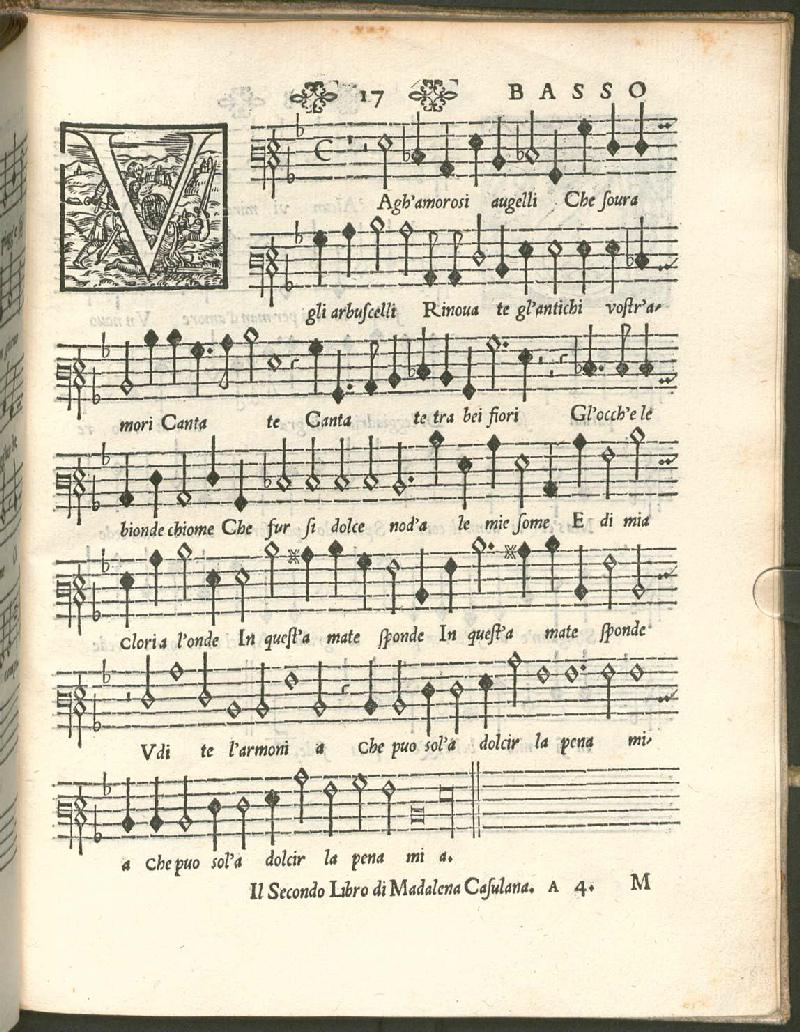 17 BASSO
VAgh'amorosi augelli Che ſoura
gli arbuſcelli Rinoua te gl'antichi voſtr'a-
mori Canta te Canta te tra bei fiori Gl'occh'e le
bionde chiome Che fur ſi dolce nod'a le mie ſome E di mia
Cloria l'onde In queſt'a mate ſponde In queſt'a mate ſponde
Vdi te l'armoni a Che puo sol'a dolcir la pena mi-
a Che puo sol'a dolcir la pena mi a.
Il Secondo Libro di Madalena Caſulana. A 4. M